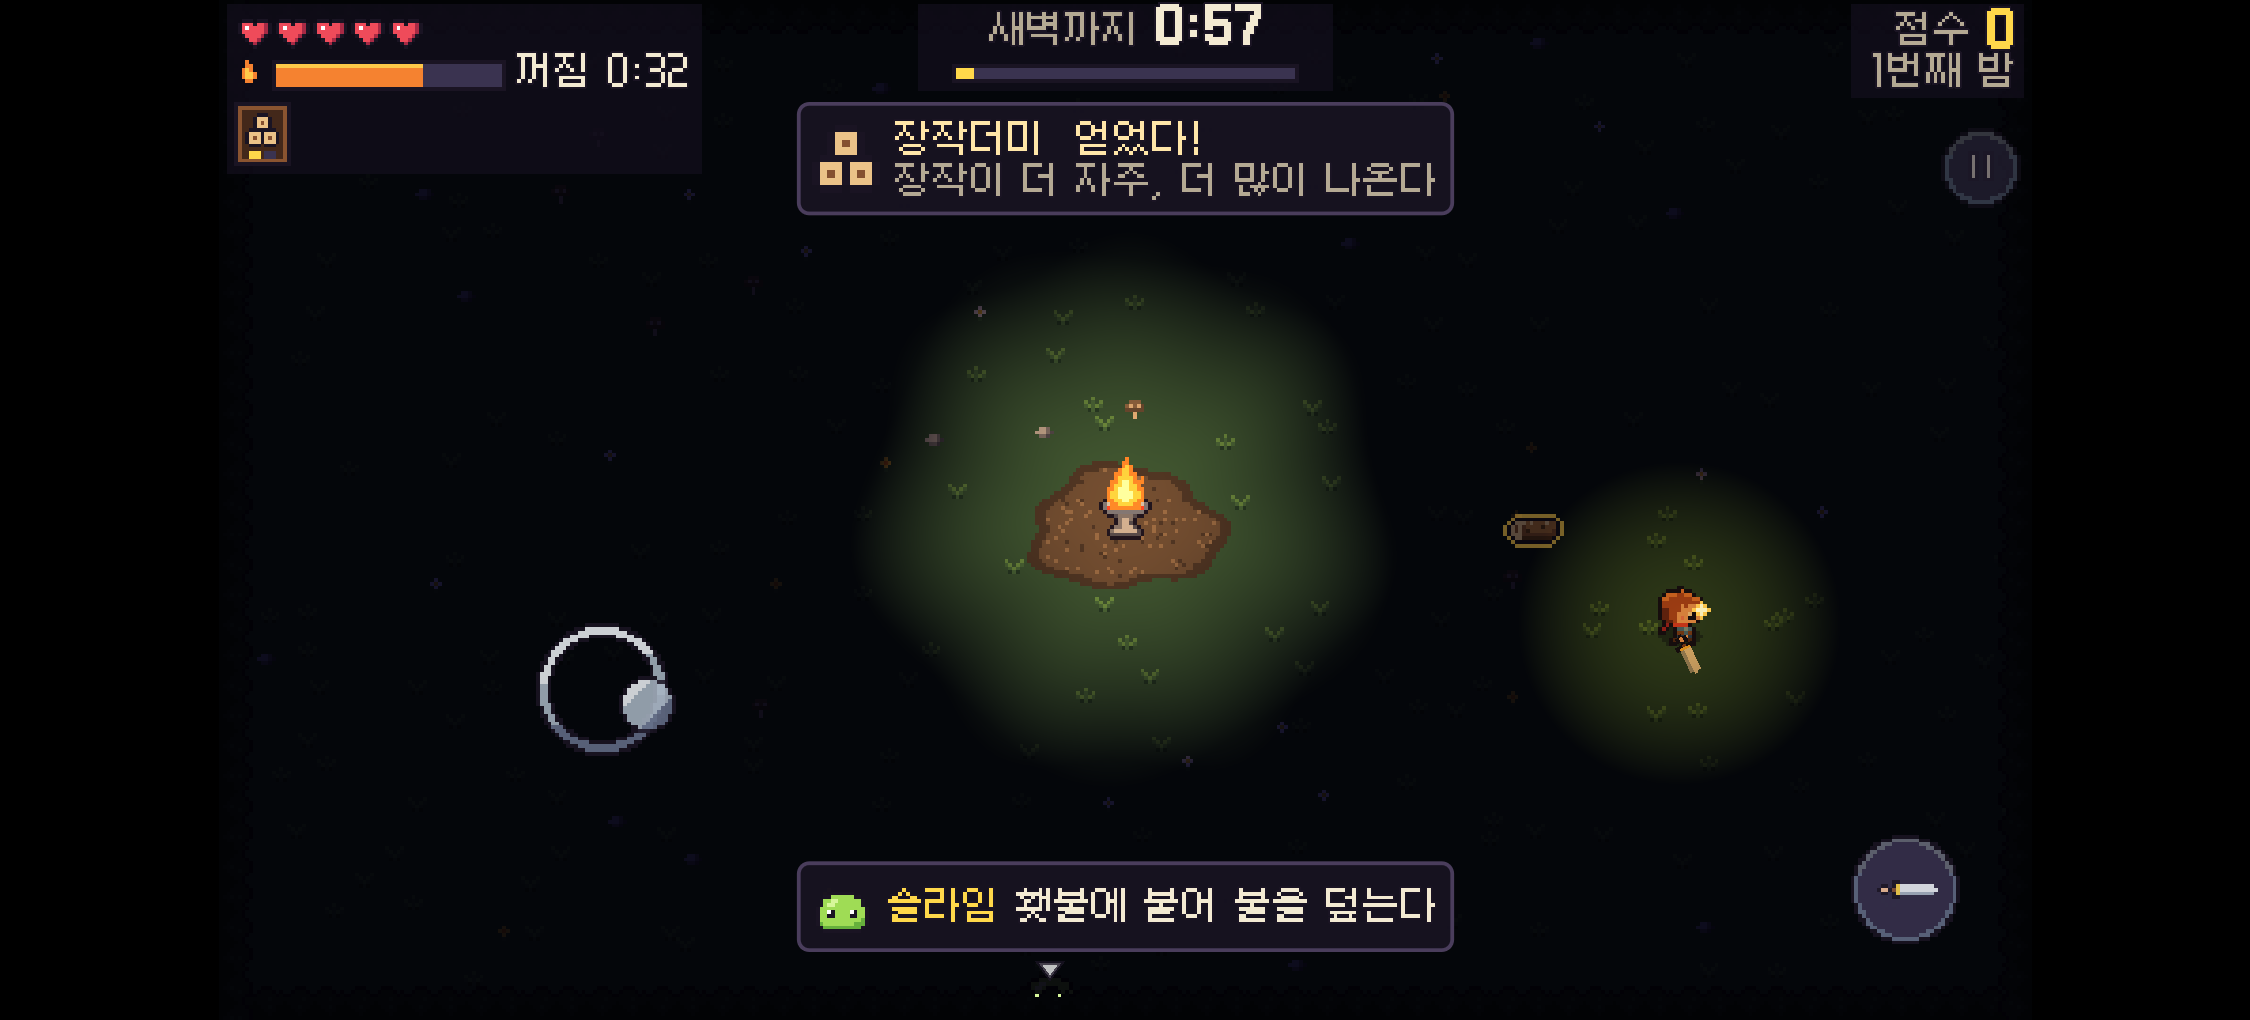 새벽까지 0:57
점수 0
꺼짐 0:32
1번째 밤
장작더미 얻었다!
장작이 더 자주, 더 많이 나온다
슬라임 횃불에 붙어 불을 덮는다